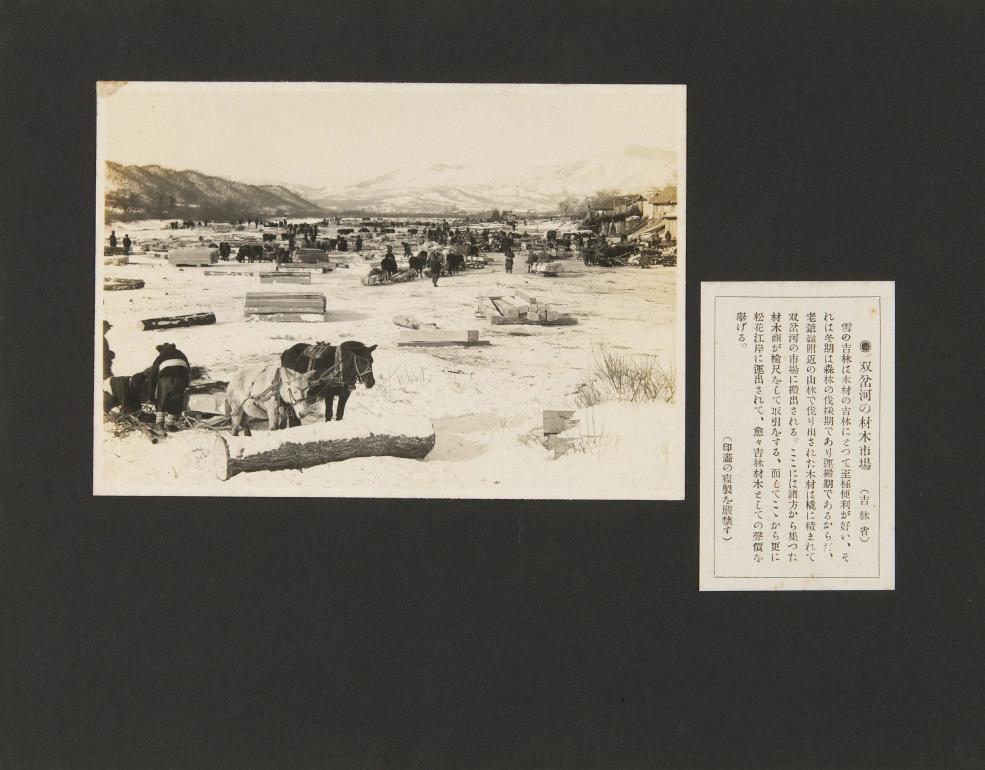 双岔河の材木市場 （吉林省）
雪の吉林は木材の吉林にとつて至極便利が好い、そ
れは冬期は森林の伐採期であり運搬期であるからだ、
老爺嶺附近の山林で伐り出された木材は橇に積まれて
双岔河の市場に搬出される。ここには諸方から集つた
材木商が檢尺をして取引をする、而してこゝから更に
松花江岸に運出されて、愈々吉林材木としての聲價を
擧げる。
（印畫の複製を嚴禁す）